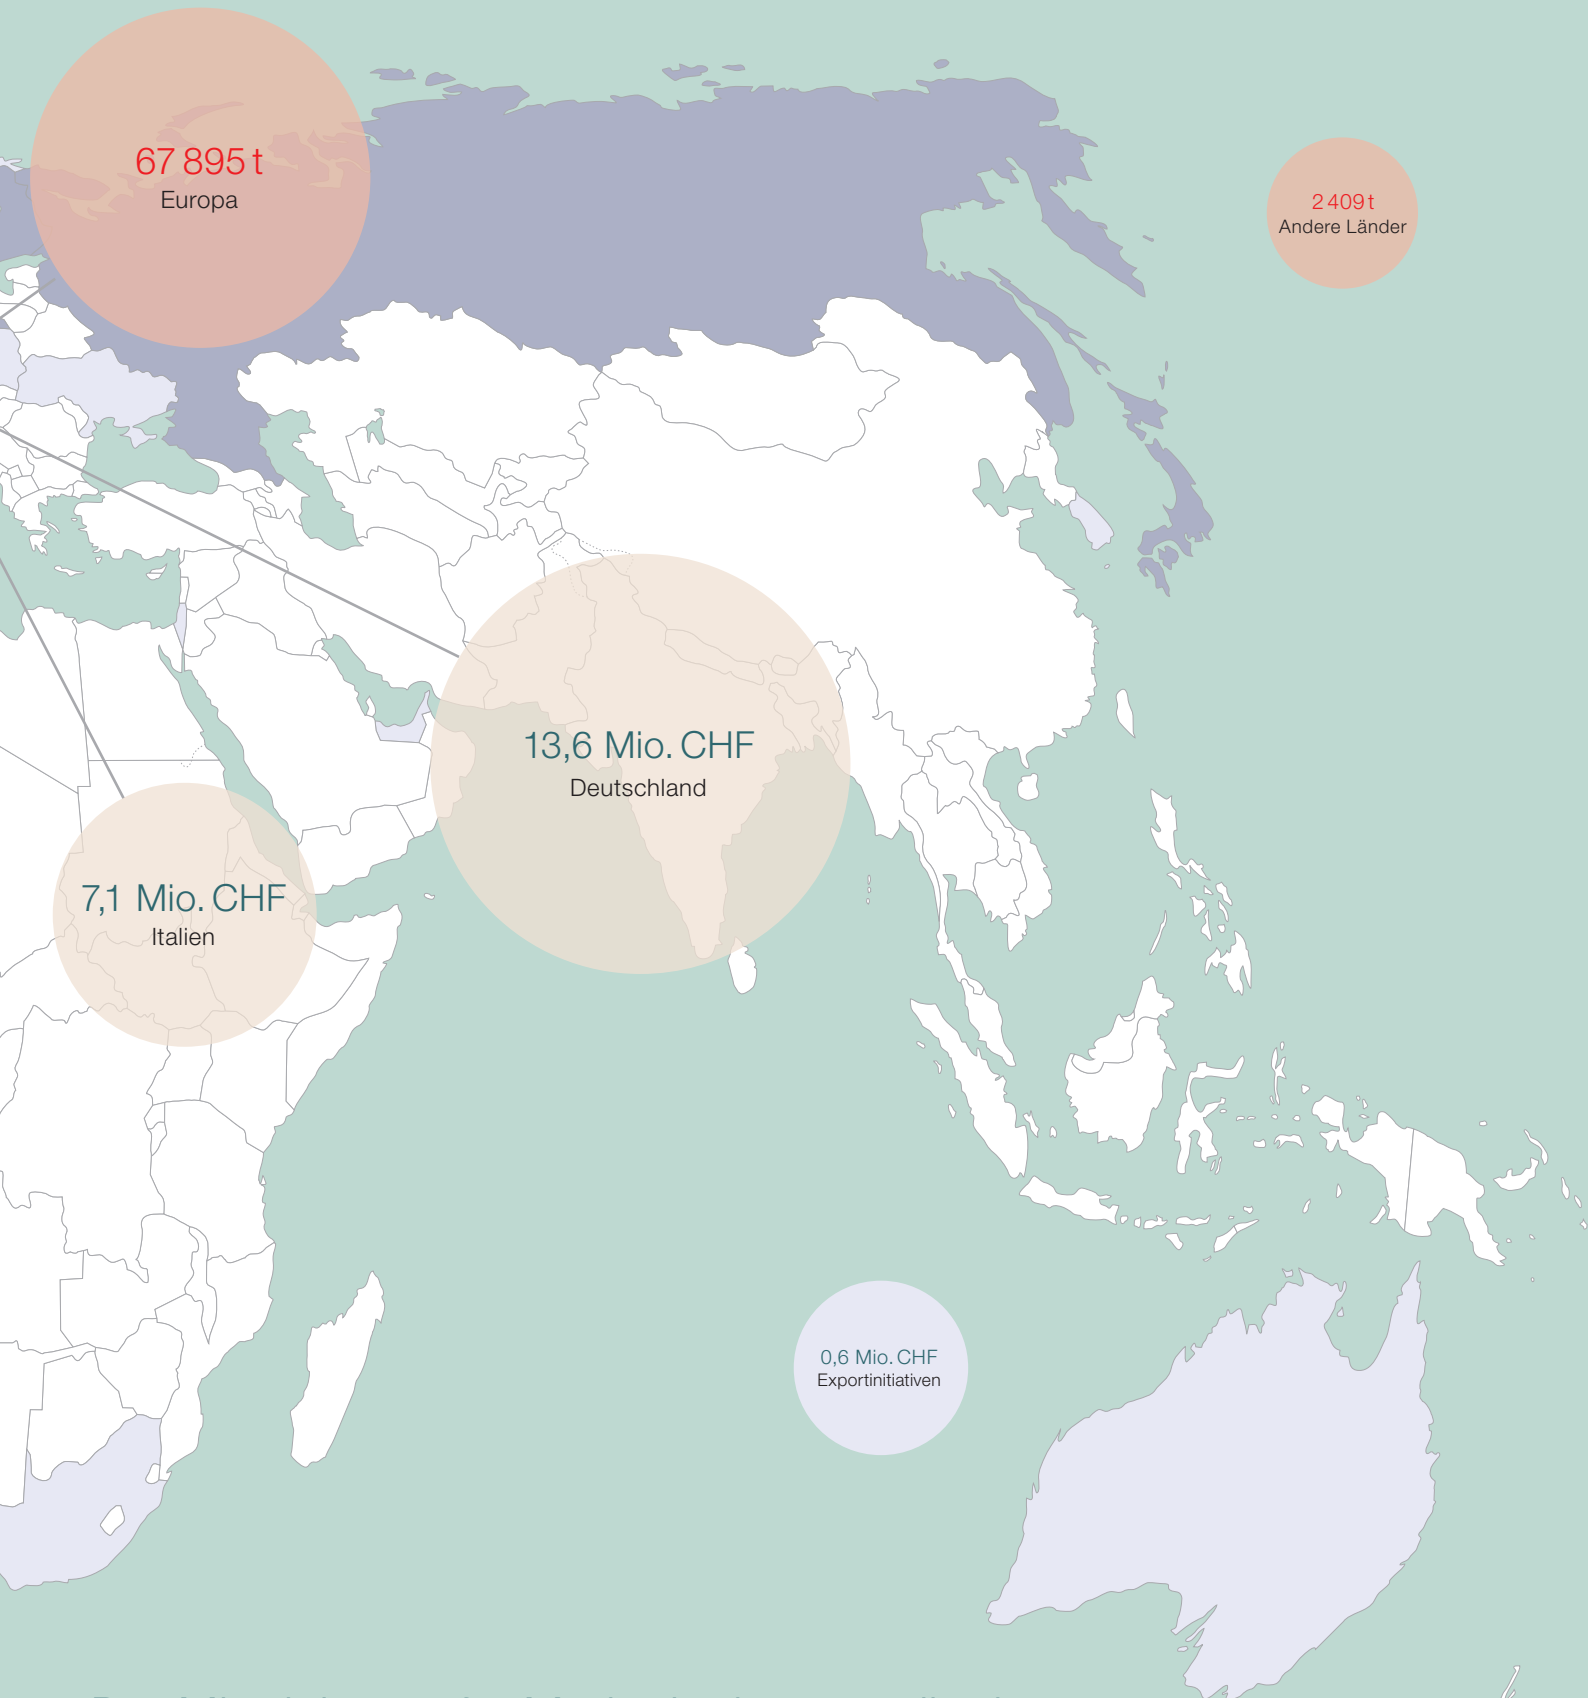 67 895 t
Europa
2 409 t
Andere Länder
13,6 Mio. CHF
Deutschland
7,1 Mio. CHF
Italien
0,6 Mio. CHF
Exportinitiativen